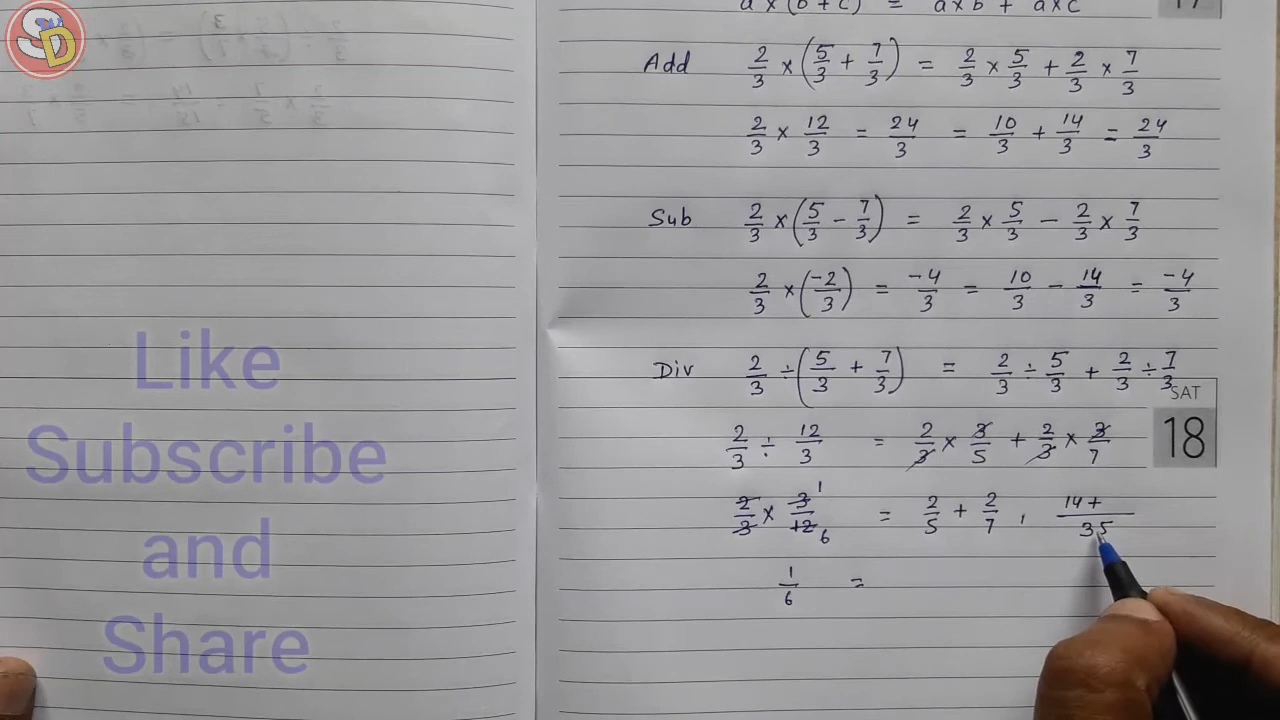 SD
a × (b + c) = a×b + a×c
17
Add 2/3 × (5/3 + 7/3) = 2/3 × 5/3 + 2/3 × 7/3
2/3 × 12/3 = 24/3 = 10/3 + 14/3 = 24/3
Sub 2/3 × (5/3 − 7/3) = 2/3 × 5/3 − 2/3 × 7/3
2/3 × (−2/3) = −4/3 = 10/3 − 14/3 = −4/3
Div 2/3 ÷ (5/3 + 7/3) = 2/3 ÷ 5/3 + 2/3 ÷ 7/3
SAT
18
2/3 ÷ 12/3 = 2/3 × 3/5 + 2/3 × 3/7
2/3 × 3/12 1 6 = 2/5 + 2/7 , 14+ /35
1/6 =
Like
Subscribe
and
Share